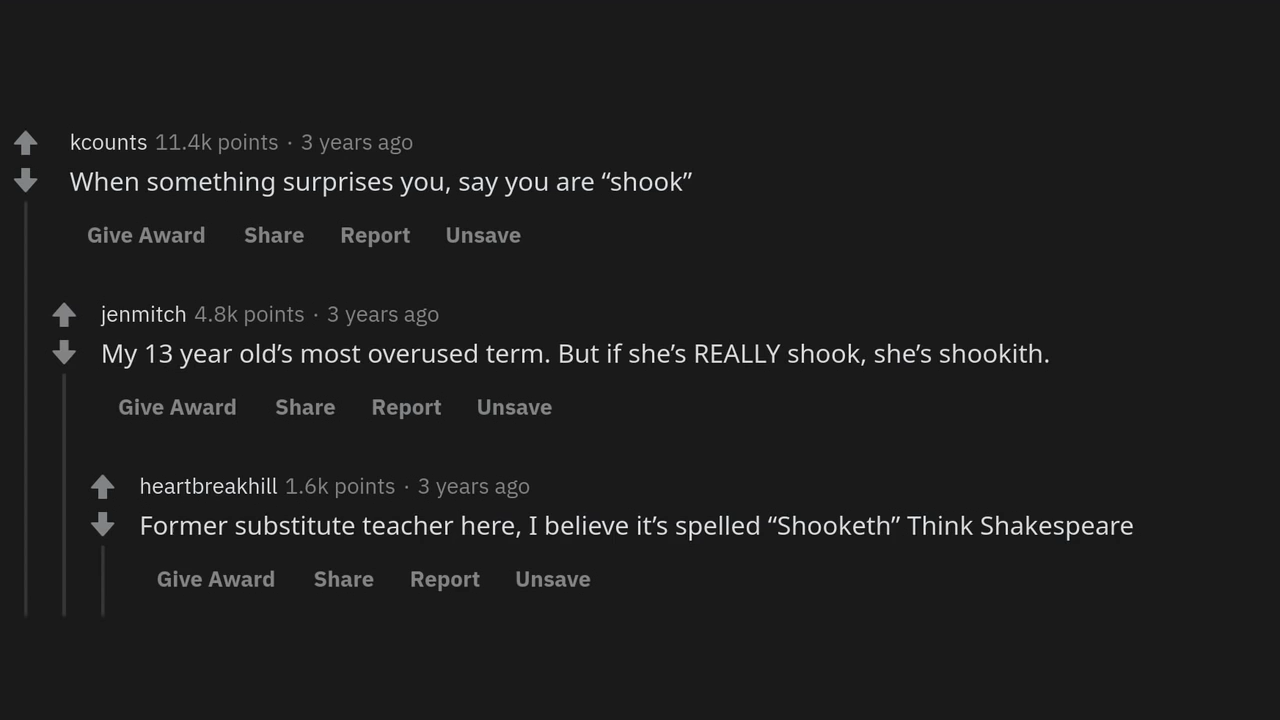 kcounts 11.4k points · 3 years ago
When something surprises you, say you are “shook”
Give Award Share Report Unsave
jenmitch 4.8k points · 3 years ago
My 13 year old’s most overused term. But if she’s REALLY shook, she’s shookith.
Give Award Share Report Unsave
heartbreakhill 1.6k points · 3 years ago
Former substitute teacher here, I believe it’s spelled “Shooketh” Think Shakespeare
Give Award Share Report Unsave